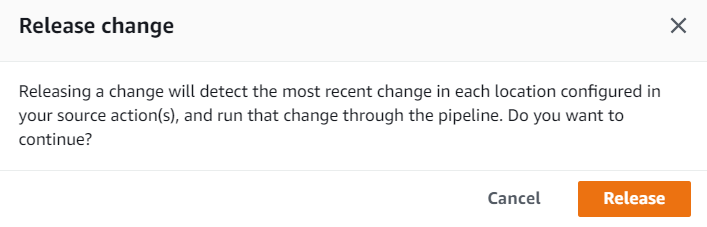 Release change
Releasing a change will detect the most recent change in each location configured in
your source action(s), and run that change through the pipeline. Do you want to
continue?
Cancel
Release